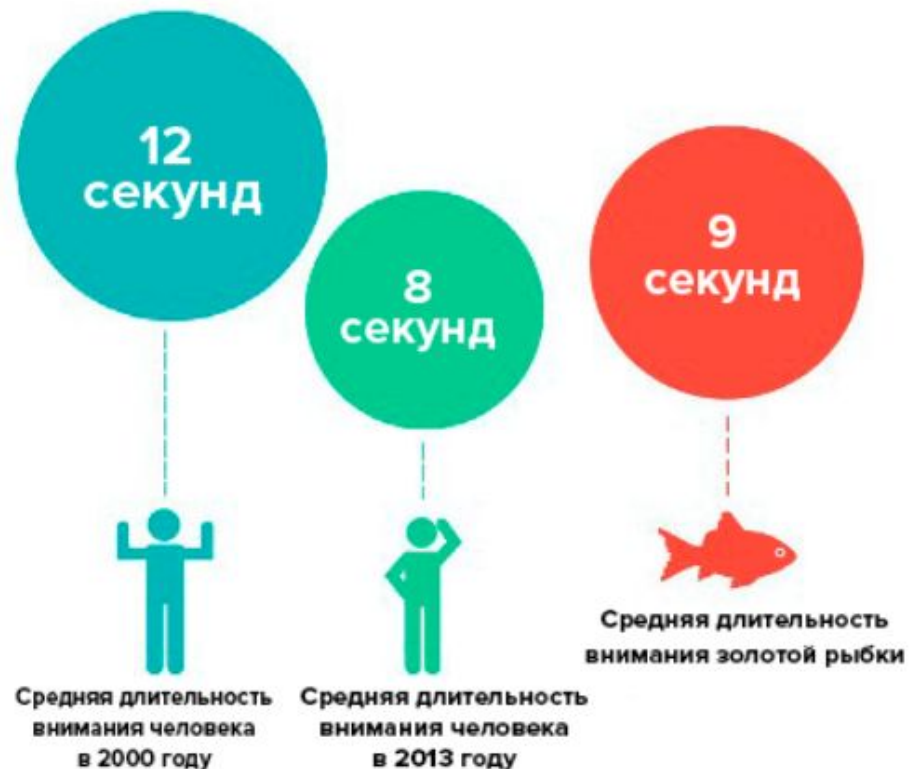 12
секунд
Средняя длительность
внимания человека
в 2000 году
8
секунд
Средняя длительность
внимания человека
в 2013 году
9
секунд
Средняя длительность
внимания золотой рыбки